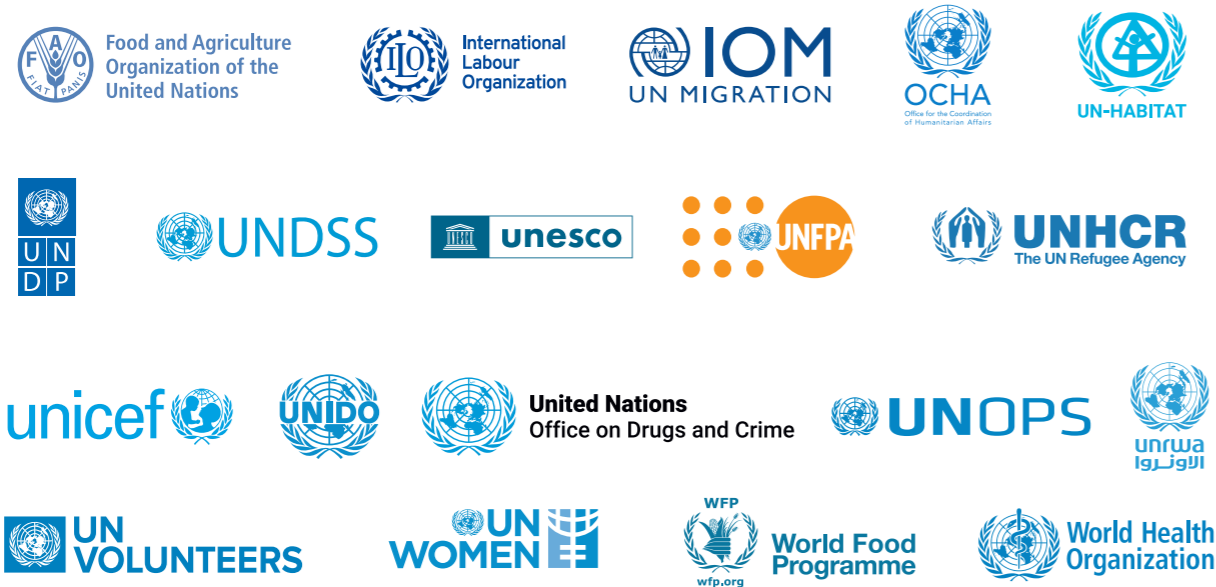 F A O
FIAT PANIS
Food and Agriculture
Organization of the
United Nations
ILO
International
Labour
Organization
IOM
UN MIGRATION
OCHA
Office for the Coordination
of Humanitarian Affairs
UN-HABITAT
U N
D P
UNDSS
unesco
UNFPA
UNHCR
The UN Refugee Agency
unicef
UNIDO
United Nations
Office on Drugs and Crime
UNOPS
unrwa
الأونروا
UN
VOLUNTEERS
UN
WOMEN
WFP
wfp.org
World Food
Programme
World Health
Organization